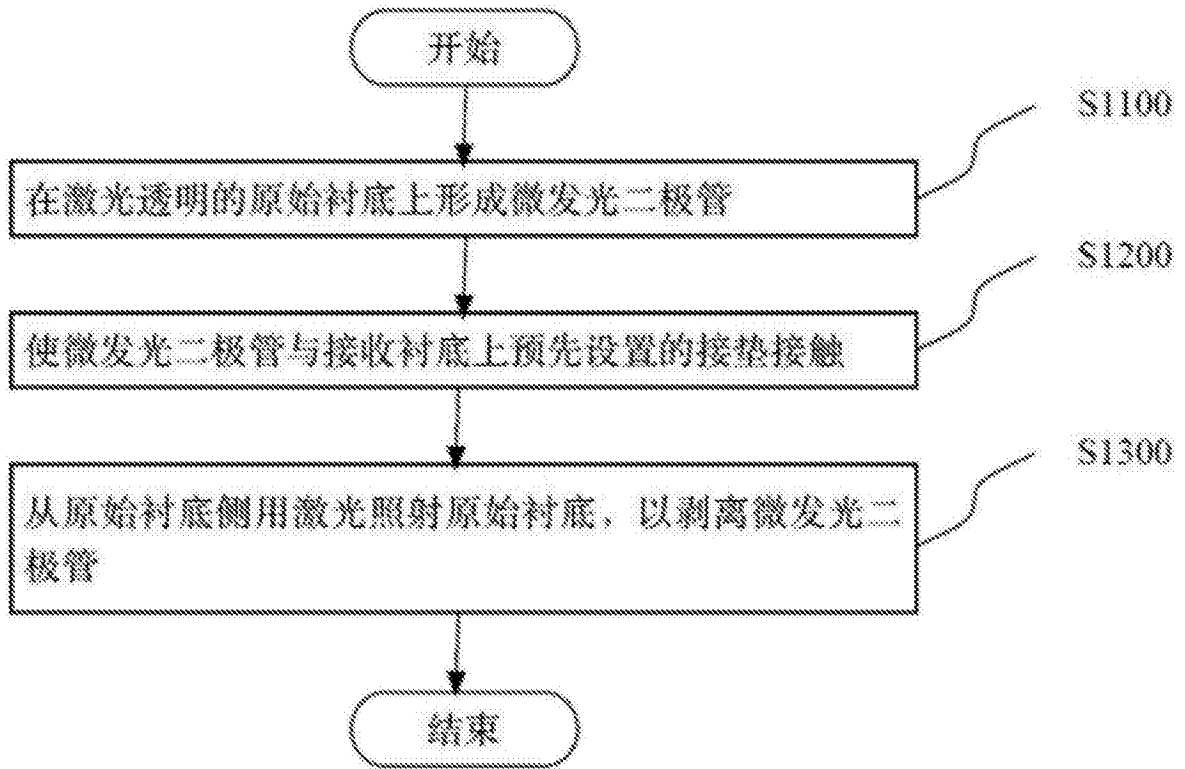 开始
S1100
在激光透明的原始衬底上形成微发光二极管
S1200
使微发光二极管与接收衬底上预先设置的接垫接触
S1300
从原始衬底侧用激光照射原始衬底，以剥离微发光二
极管
结束